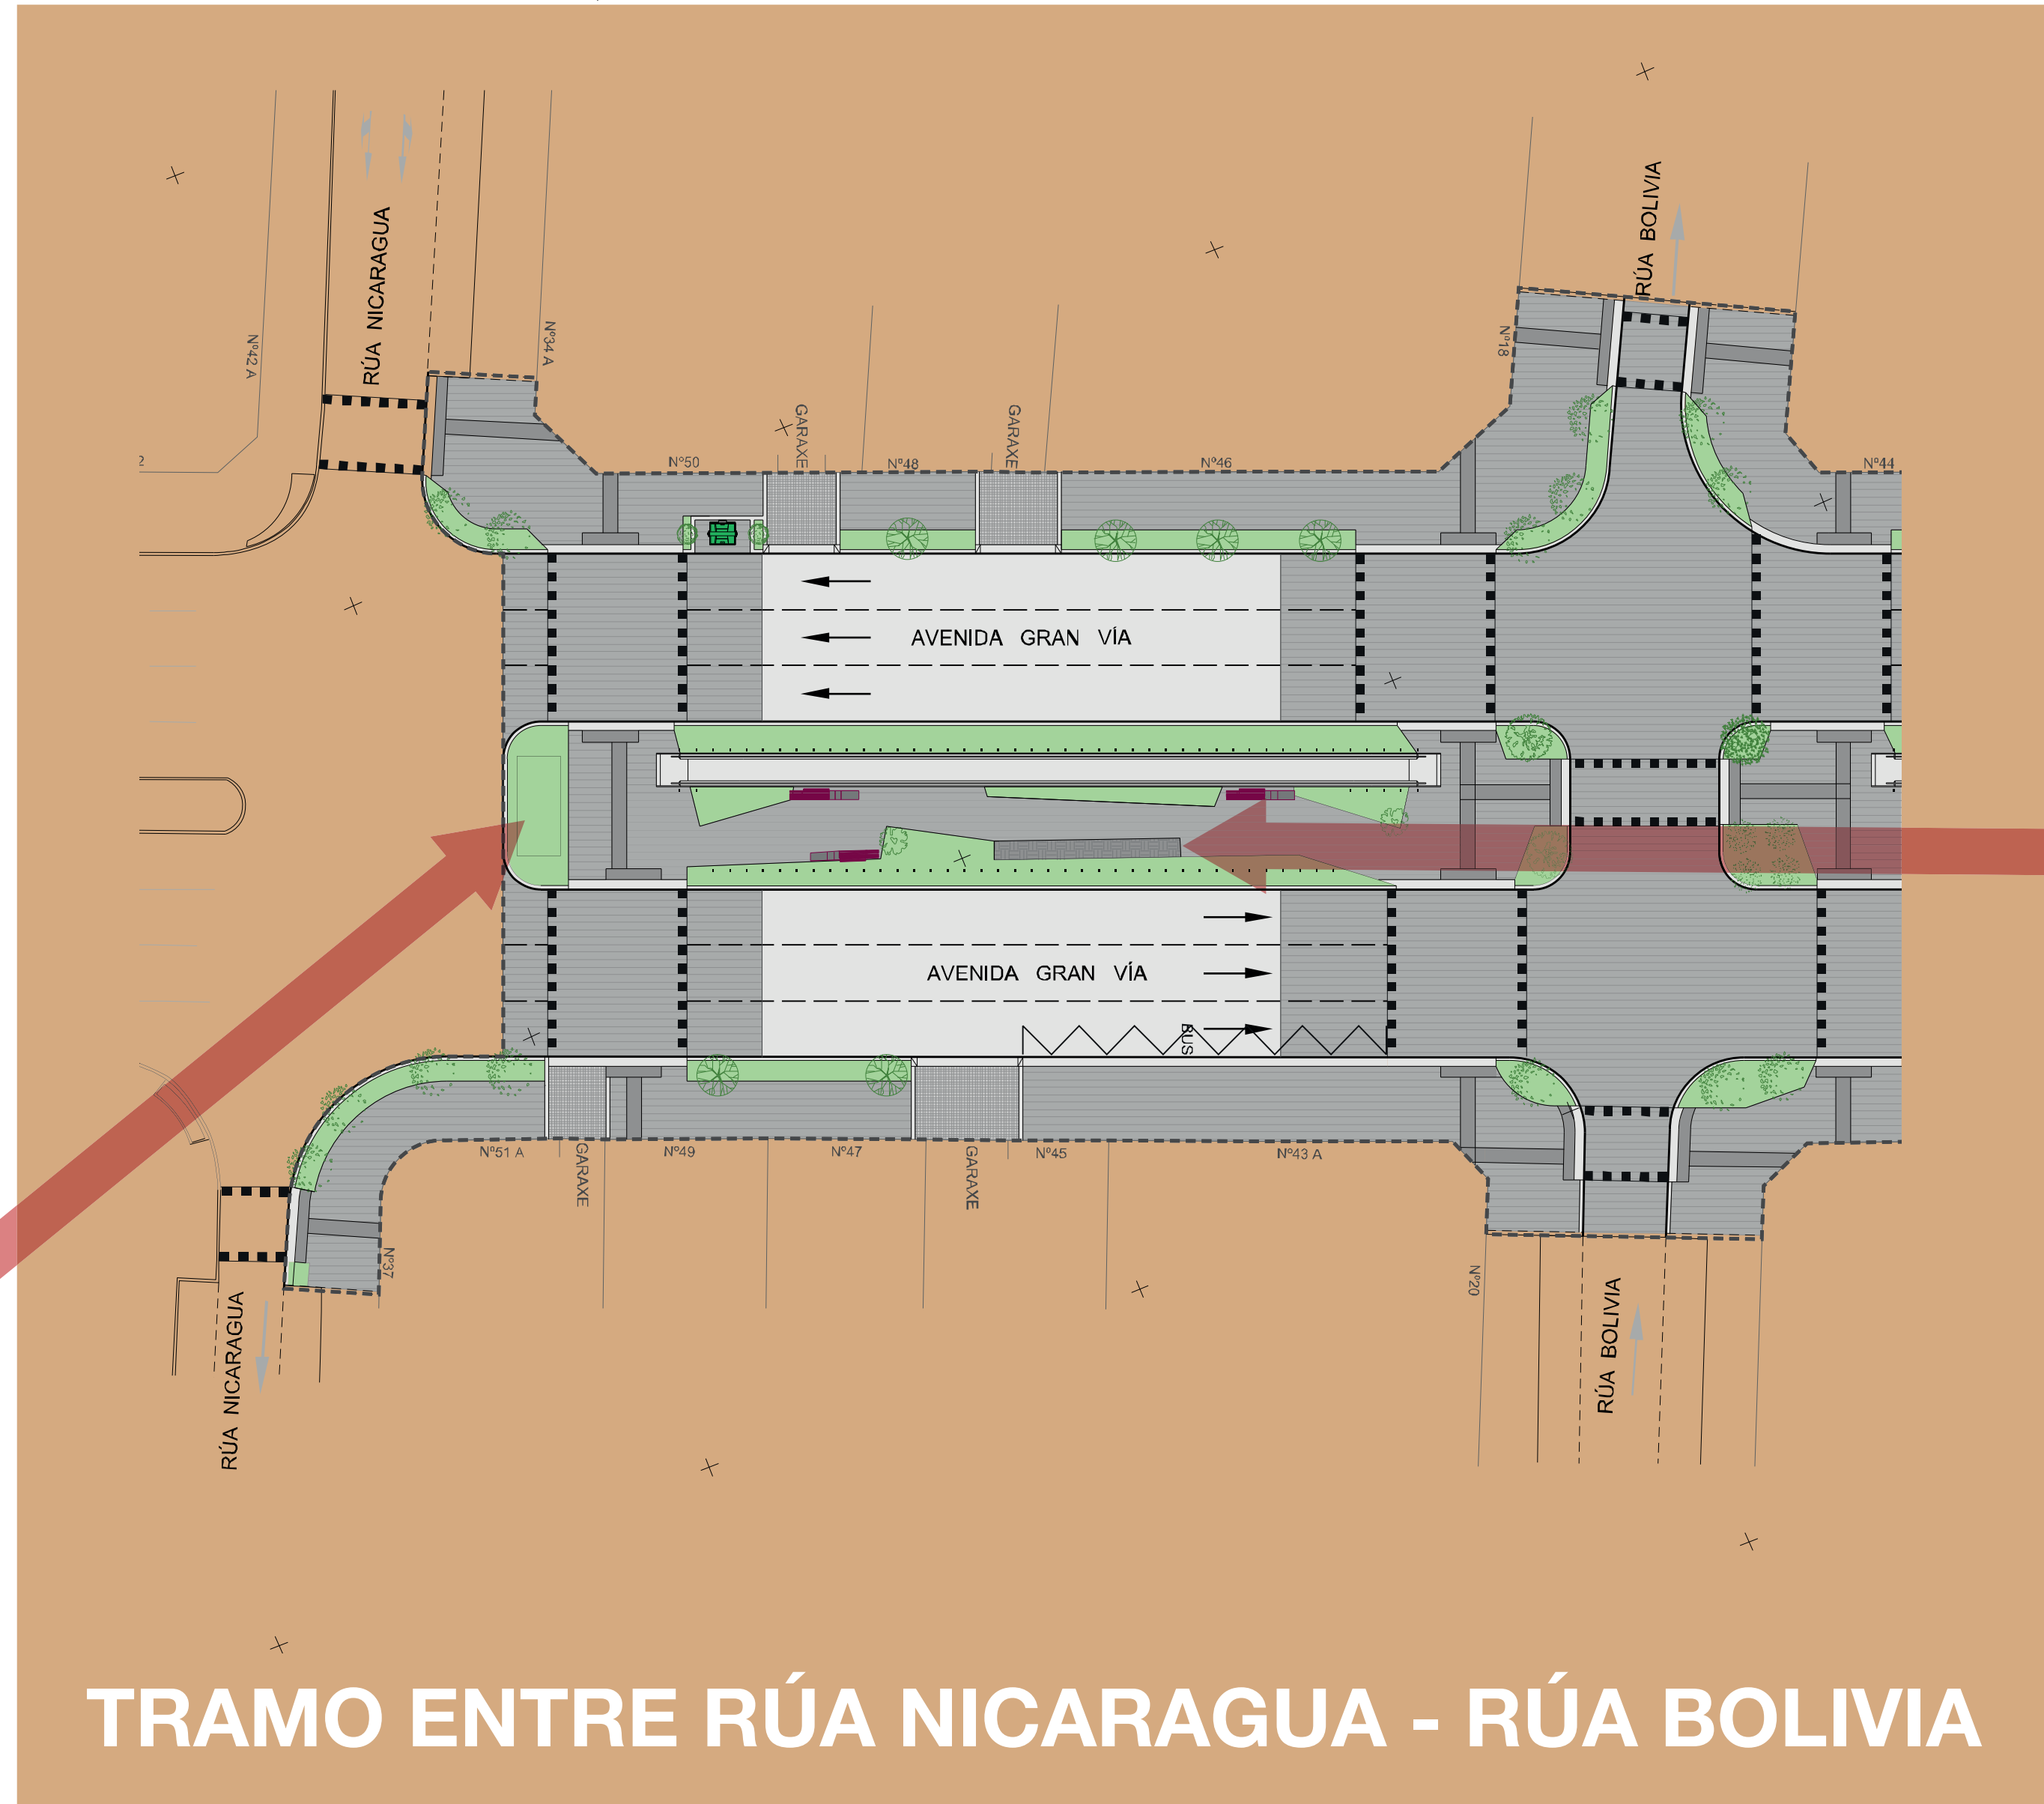 RÚA NICARAGUA
Nº42 A
Nº34 A
RÚA BOLIVIA
Nº18
2
Nº50
GARAXE
Nº48
GARAXE
Nº46
Nº44
AVENIDA GRAN VÍA
AVENIDA GRAN VÍA
BUS
Nº51 A
GARAXE
Nº49
Nº47
GARAXE
Nº45
Nº43 A
Nº37
Nº20
RÚA NICARAGUA
RÚA BOLIVIA
TRAMO ENTRE RÚA NICARAGUA - RÚA BOLIVIA